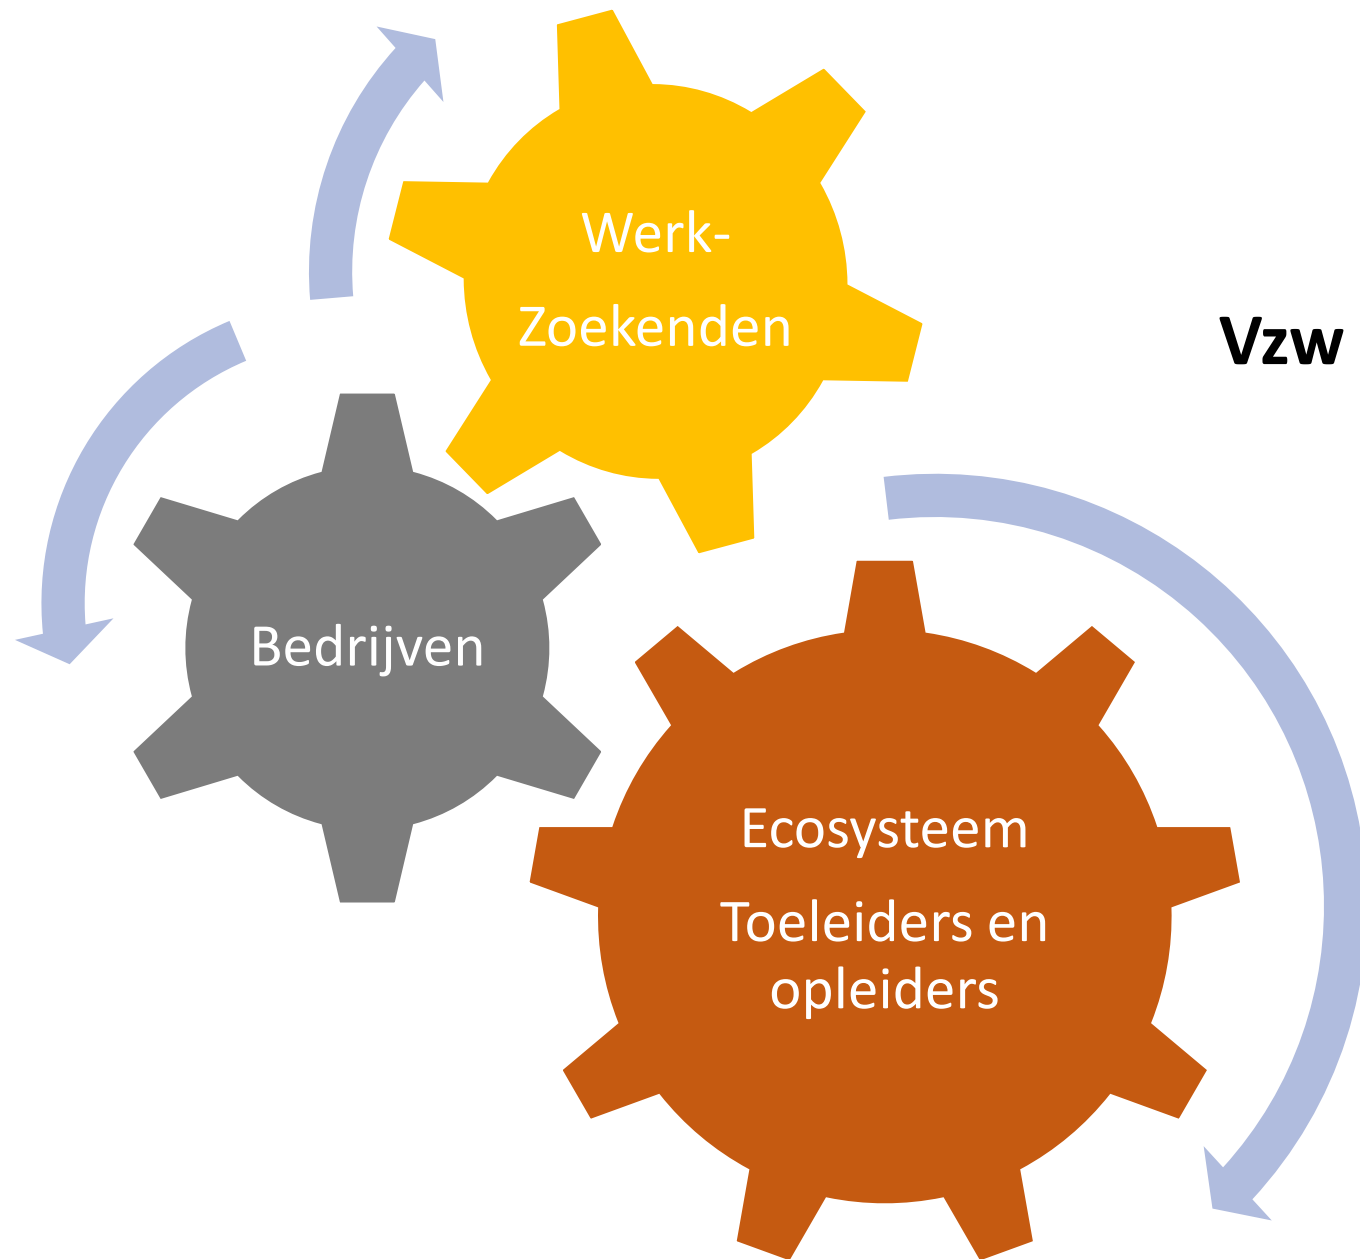 Werk-
Zoekenden
Vzw
Bedrijven
Ecosysteem
Toeleiders en
opleiders